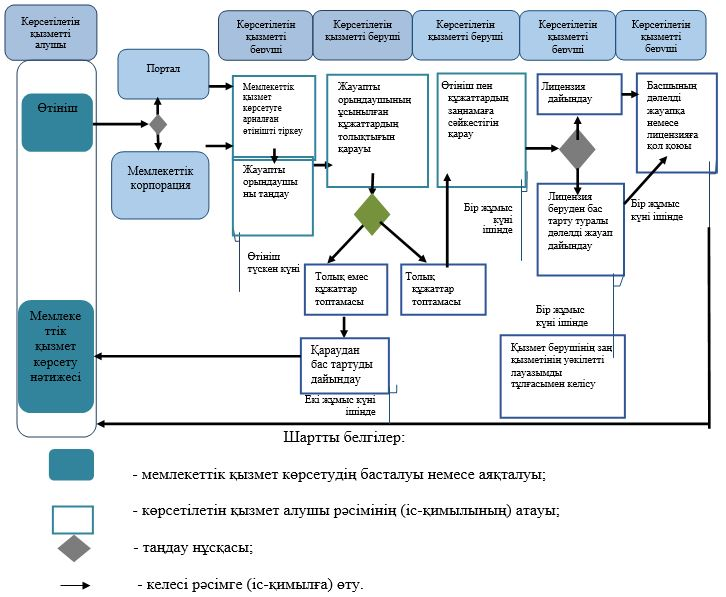 Көрсетілетін
қызметті
алушы
Көрсетілетін
қызметті
беруші
Көрсетілетін
қызметті беруші
Көрсетілетін
қызметті беруші
Көрсетілетін
қызметті
беруші
Көрсетілетін
қызметті
беруші
Портал
Өтініш
Мемлекеттік
корпорация
Мемлекеттік
қызмет
көрсетуге
арналған
өтінішті тіркеу
Жауапты
орындаушы
ны таңдау
Өтініш
түскен күні
Жауапты
орындаушының
ұсынылған
құжаттардың
толықтығын
қарауы
Өтініш пен
құжаттардың
заңнамаға
сәйкестігін
қарау
Бір жұмыс
күні
ішінде
Лицензия
дайындау
Лицензия
беруден бас
тарту туралы
дәлелді жауап
дайындау
Басшының
дәлелді
жауапқа
немесе
лицензияға
қол қоюы
Бір жұмыс
күні ішінде
Толық емес
құжаттар
топтамасы
Толық
құжаттар
топтамасы
Бір жұмыс
күні ішінде
Қызмет берушінің заң
қызметінің уәкілетті
лауазымды
тұлғасымен келісу
Мемлеке
ттік
қызмет
көрсету
нәтижесі
Қараудан
бас тартуды
дайындау
Екі жұмыс күні
ішінде
Шартты белгілер:
- мемлекеттік қызмет көрсетудің басталуы немесе аяқталуы;
- көрсетілетін қызмет алушы рәсімінің (іс-қимылының) атауы;
- таңдау нұсқасы;
- келесі рәсімге (іс-қимылға) өту.